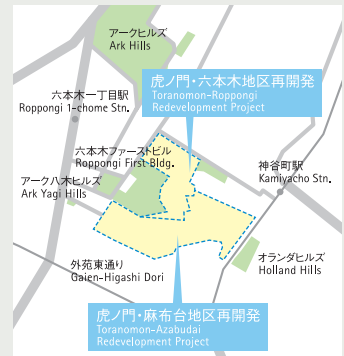 アークヒルズ
Ark Hills
虎ノ門・六本木地区再開発
Toranomon-Roppongi
Redevelopment Project
六本木一丁目駅
Roppongi 1-chome Stn.
六本木ファーストビル
Roppongi First Bldg.
神谷町駅
Kamiyacho Stn.
アーク八木ヒルズ
Ark Yagi Hills
オランダヒルズ
Holland Hills
外苑東通り
Gaien-Higashi Dori
虎ノ門・麻布台地区再開発
Toranomon-Azabudai
Redevelopment Project